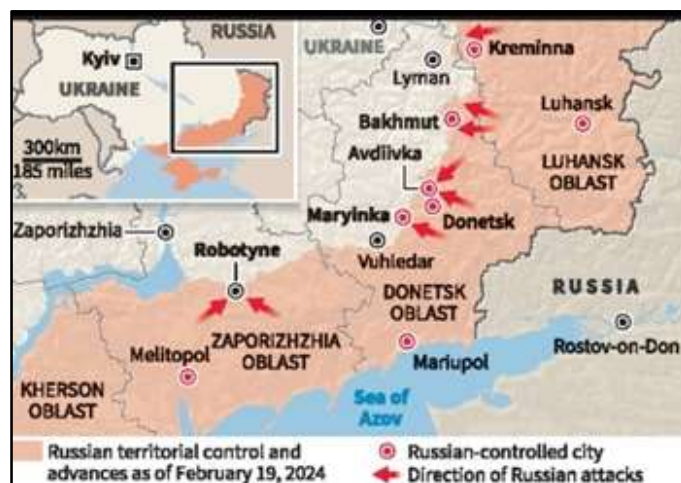 RUSSIA
Kyiv
UKRAINE
300km
185 miles
UKRAINE
Kreminna
Lyman
Bakhmut
Luhansk
Avdiivka
LUHANSK
OBLAST
Maryinka
Donetsk
Zaporizhzhia
Robotyne
Vuhledar
DONETSK
OBLAST
RUSSIA
Melitopol
ZAPORIZHZHIA
OBLAST
Mariupol
Rostov-on-Don
KHERSON
OBLAST
Sea of
Azov
Russian territorial control and
advances as of February 19, 2024
Russian-controlled city
Direction of Russian attacks